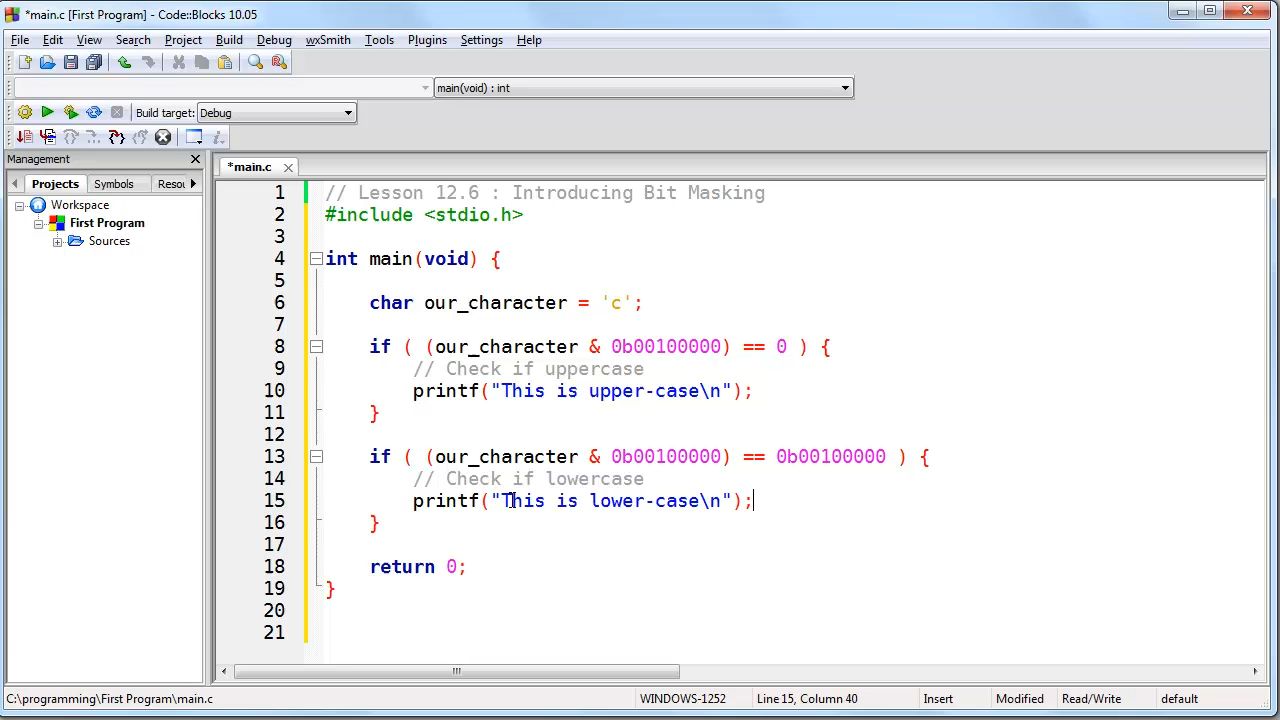 *main.c [First Program] - Code::Blocks 10.05
File Edit View Search Project Build Debug wxSmith Tools Plugins Settings Help
main(void) : int
Build target: Debug
Management
*main.c
Projects Symbols Resou
Workspace
First Program
Sources
1 // Lesson 12.6 : Introducing Bit Masking
2 #include <stdio.h>
3
4 int main(void) {
5
6 char our_character = 'c';
7
8 if ( (our_character & 0b00100000) == 0 ) {
9 // Check if uppercase
10 printf("This is upper-case\n");
11 }
12
13 if ( (our_character & 0b00100000) == 0b00100000 ) {
14 // Check if lowercase
15 printf("This is lower-case\n");
16 }
17
18 return 0;
19 }
20
21
C:\programming\First Program\main.c WINDOWS-1252 Line 15, Column 40 Insert Modified Read/Write default